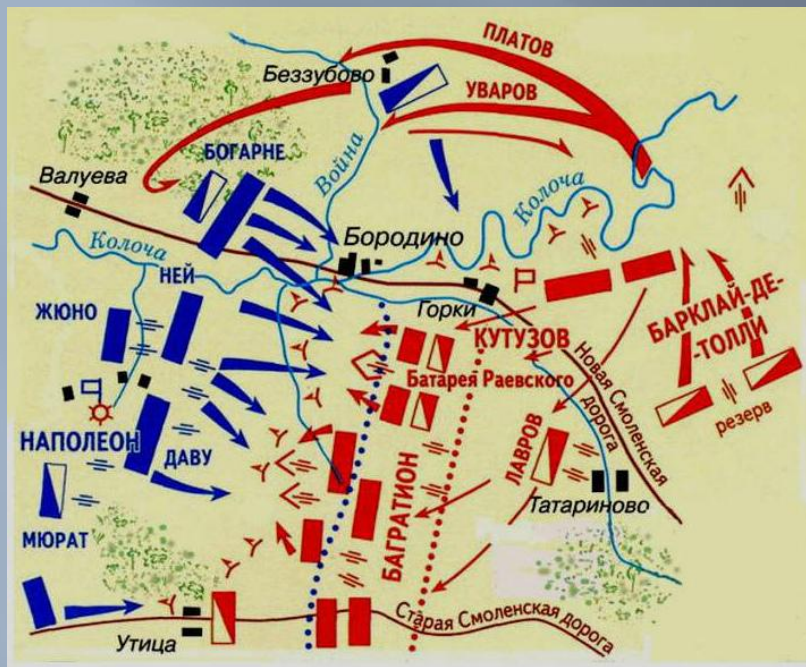 ПЛАТОВ
Беззубово
УВАРОВ
БОГАРНЕ
Война
Валуева
Колоча
Колоча
Бородино
НЕЙ
ЖЮНО
Горки
КУТУЗОВ
БАРКЛАЙ-ДЕ-
-ТОЛЛИ
Батарея Раевского
Новая Смоленская
дорога
резерв
НАПОЛЕОН
ДАВУ
ЛАВРОВ
МЮРАТ
БАГРАТИОН
Татариново
Утица
Старая Смоленская дорога